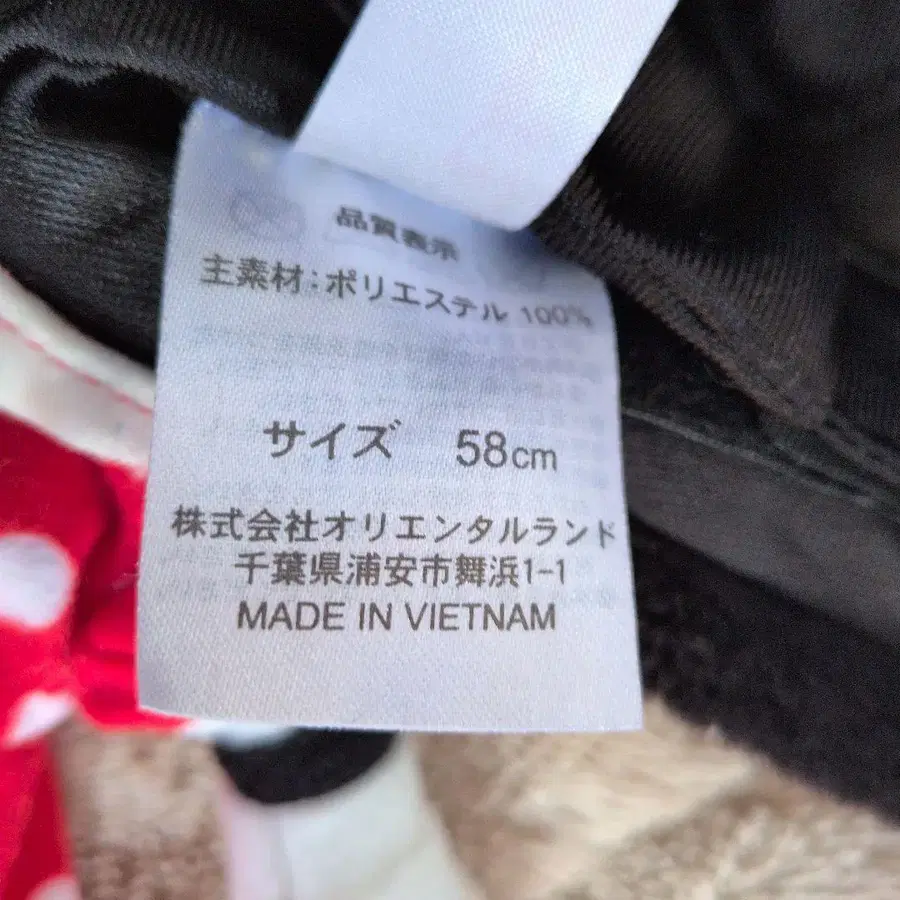 品質表示
主素材:ポリエステル 100%
サイズ 58cm
株式会社オリエンタルランド
千葉県浦安市舞浜1-1
MADE IN VIETNAM